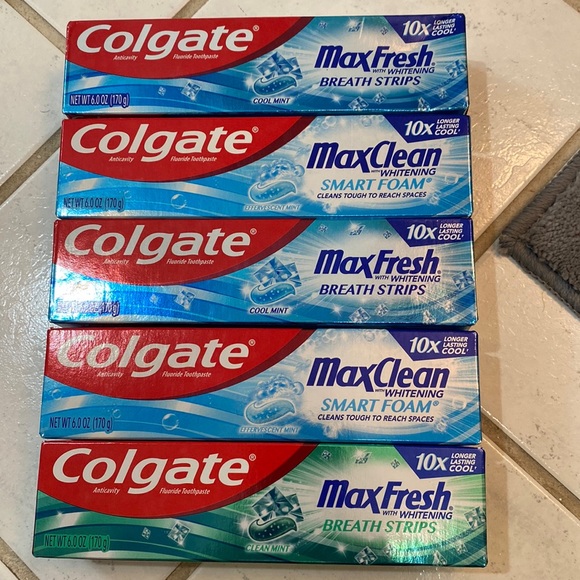 Colgate®
Anticavity Fluoride Toothpaste
NET WT 6.0 OZ (170 g)
COOL MINT
MaxFresh®
WITH WHITENING
BREATH STRIPS
10x LONGER
LASTING
COOL†
Colgate®
Anticavity Fluoride Toothpaste
NET WT 6.0 OZ (170 g)
EFFERVESCENT MINT
MaxClean
WITH WHITENING
SMART FOAM®
CLEANS TOUGH TO REACH SPACES
10x LONGER
LASTING
COOL†
Colgate®
Anticavity Fluoride Toothpaste
COOL MINT
MaxFresh®
WITH WHITENING
BREATH STRIPS
10x LONGER
LASTING
COOL†
Colgate®
Anticavity Fluoride Toothpaste
NET WT 6.0 OZ (170 g)
EFFERVESCENT MINT
MaxClean
WITH WHITENING
SMART FOAM®
CLEANS TOUGH TO REACH SPACES
10x LONGER
LASTING
COOL†
Colgate®
Anticavity Fluoride Toothpaste
NET WT 6.0 OZ (170 g)
CLEAN MINT
MaxFresh®
WITH WHITENING
BREATH STRIPS
10x LONGER
LASTING
COOL†